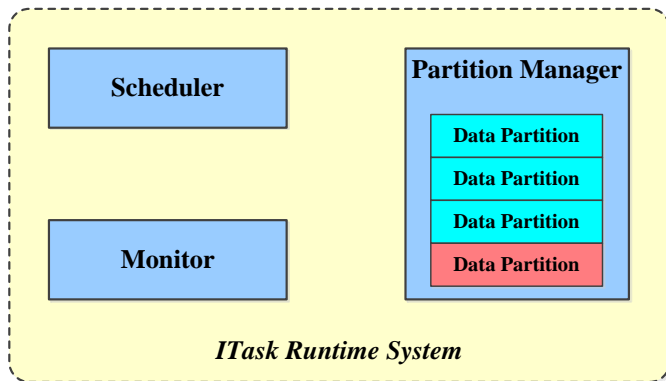 Scheduler
Partition Manager
Data Partition
Data Partition
Data Partition
Data Partition
Monitor
ITask Runtime System